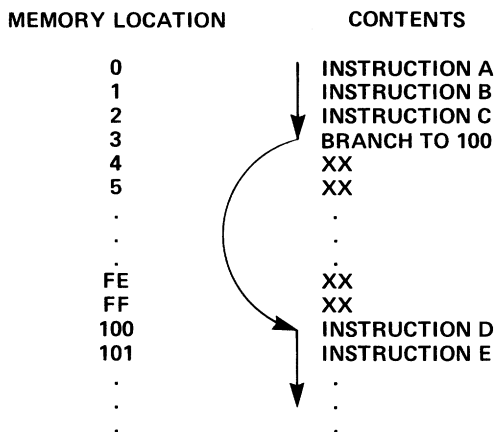 MEMORY LOCATION CONTENTS
0 INSTRUCTION A
1 INSTRUCTION B
2 INSTRUCTION C
3 BRANCH TO 100
4 XX
5 XX
. .
. .
. .
FE XX
FF XX
100 INSTRUCTION D
101 INSTRUCTION E
. .
. .
. .